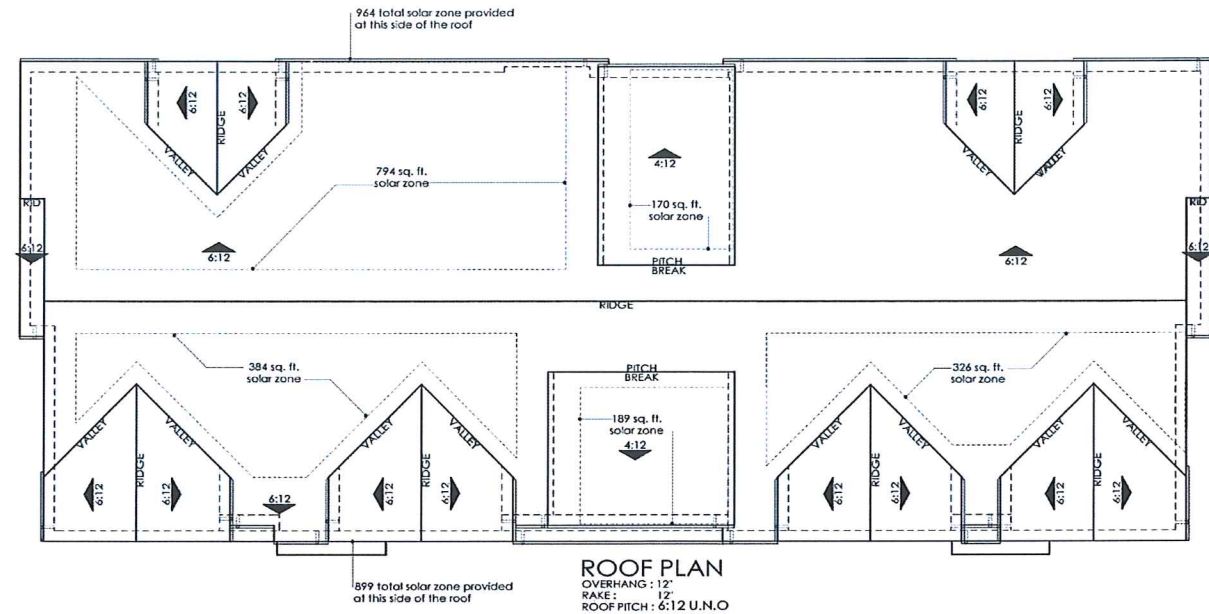 964 total solar zone provided
at this side of the roof
6:12
6:12
RIDGE
VALLEY
VALLEY
794 sq. ft.
solar zone
6:12
4:12
170 sq. ft.
solar zone
PITCH
BREAK
6:12
6:12
RIDGE
VALLEY
VALLEY
6:12
RID
6:12
RID
6:12
RIDGE
384 sq. ft.
solar zone
PITCH
BREAK
189 sq. ft.
solar zone
4:12
326 sq. ft.
solar zone
VALLEY
VALLEY
RIDGE
6:12
6:12
6:12
VALLEY
VALLEY
RIDGE
6:12
6:12
VALLEY
VALLEY
RIDGE
6:12
6:12
VALLEY
VALLEY
RIDGE
6:12
6:12
899 total solar zone provided
at this side of the roof
ROOF PLAN
OVERHANG : 12"
RAKE : 12"
ROOF PITCH : 6:12 U.N.O